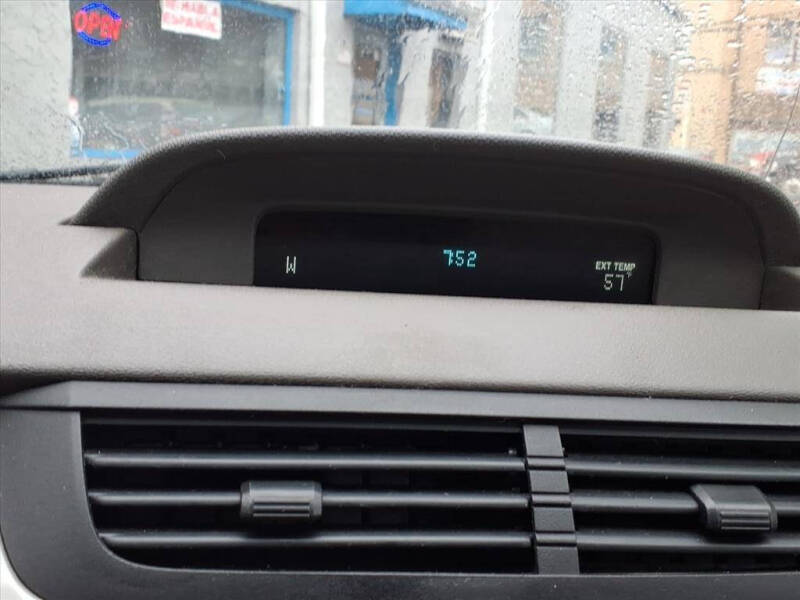 OPEN
SE HABLA
ESPAÑOL
W
7:52
EXT TEMP
57°F